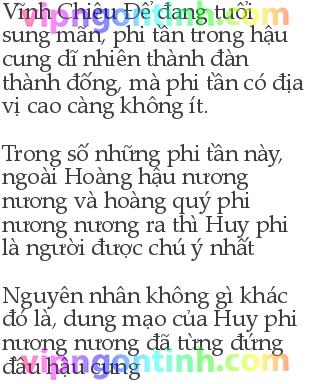 Vĩnh Chiêu Đế đang tuổi
sung mãn, phi tần trong hậu
cung dĩ nhiên thành đàn
thành đống, mà phi tần có địa
vị cao càng không ít.
Trong số những phi tần này,
ngoài Hoàng hậu nương
nương và hoàng quý phi
nương nương ra thì Huy phi
là người được chú ý nhất
Nguyên nhân không gì khác
đó là, dung mạo của Huy phi
nương nương đã từng đứng
đầu hậu cung
vipngontinh.com
vipngontinh.com